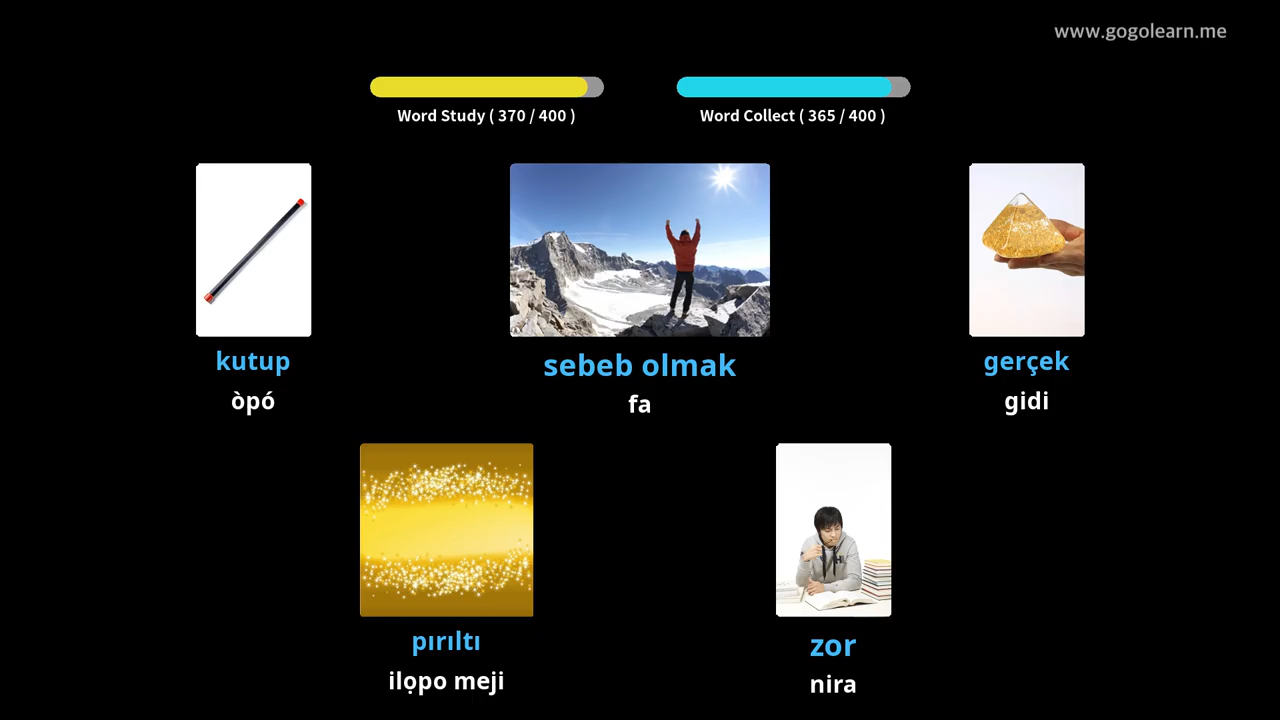 www.gogolearn.me
Word Study ( 370 / 400 )
Word Collect ( 365 / 400 )
kutup
òpó
sebeb olmak
fa
gerçek
gidi
pırıltı
ilọpo meji
zor
nira